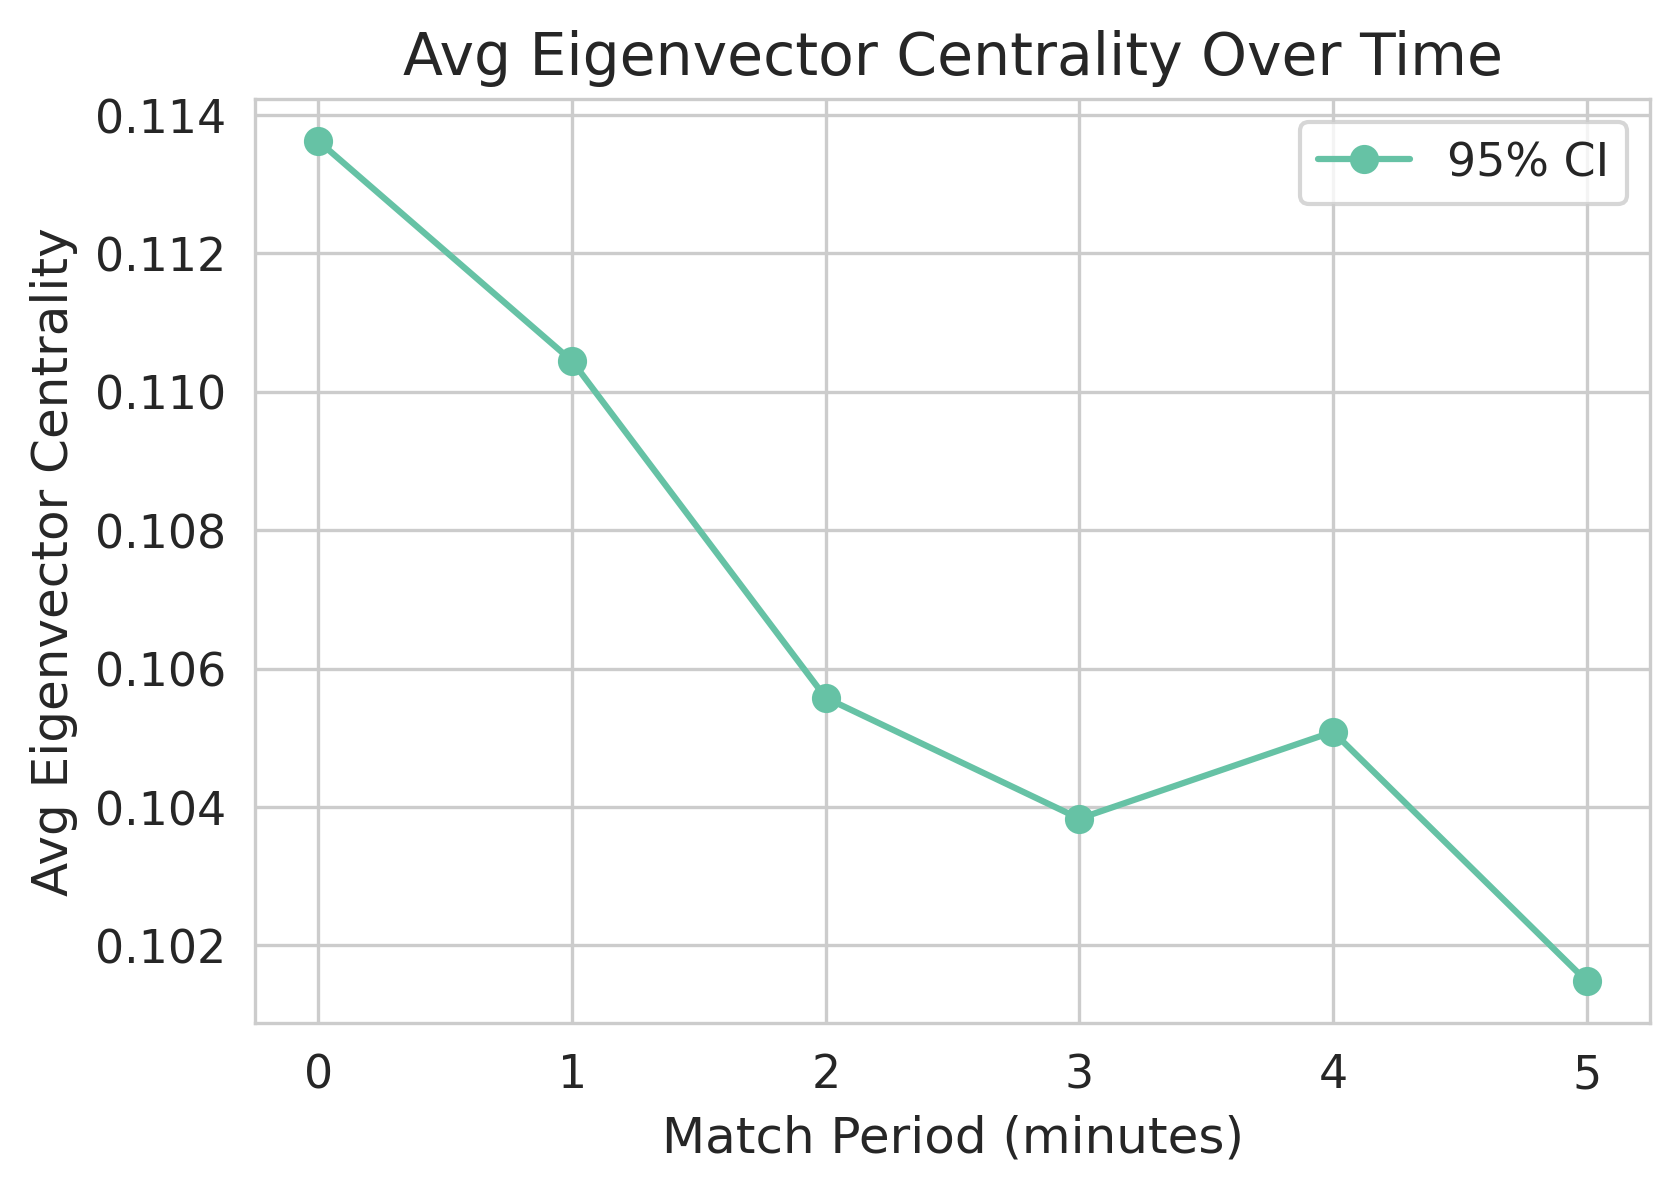 Avg Eigenvector Centrality Over Time
95% CI
Avg Eigenvector Centrality
0.114
0.112
0.110
0.108
0.106
0.104
0.102
0 1 2 3 4 5
Match Period (minutes)